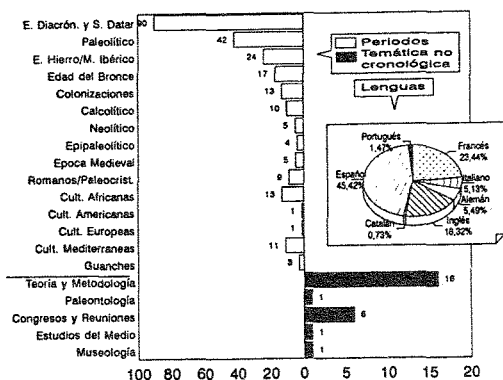 E. Diacrón. y S. Datar 90
Paleolítico 42
E. Hierro/M. Ibérico 24
Edad del Bronce 17
Colonizaciones 13
Calcolítico 10
Neolítico 5
Epipaleolítico 4
Epoca Medieval 5
Romanos/Paleocrist. 9
Cult. Africanas 13
Cult. Americanas 1
Cult. Europeas 1
Cult. Mediterraneas 11
Guanches 3
Teoría y Metodología 16
Paleontología 1
Congresos y Reuniones 6
Estudios del Medio 1
Museología 1
100 80 60 40 20 0 5 10 15 20
Periodos
Temática no
cronológica
Lenguas
Portugués
1,47%
Francés
23,44%
Italiano
5,13%
Alemán
5,49%
Inglés
18,32%
Catalán
0,73%
Español
45,42%